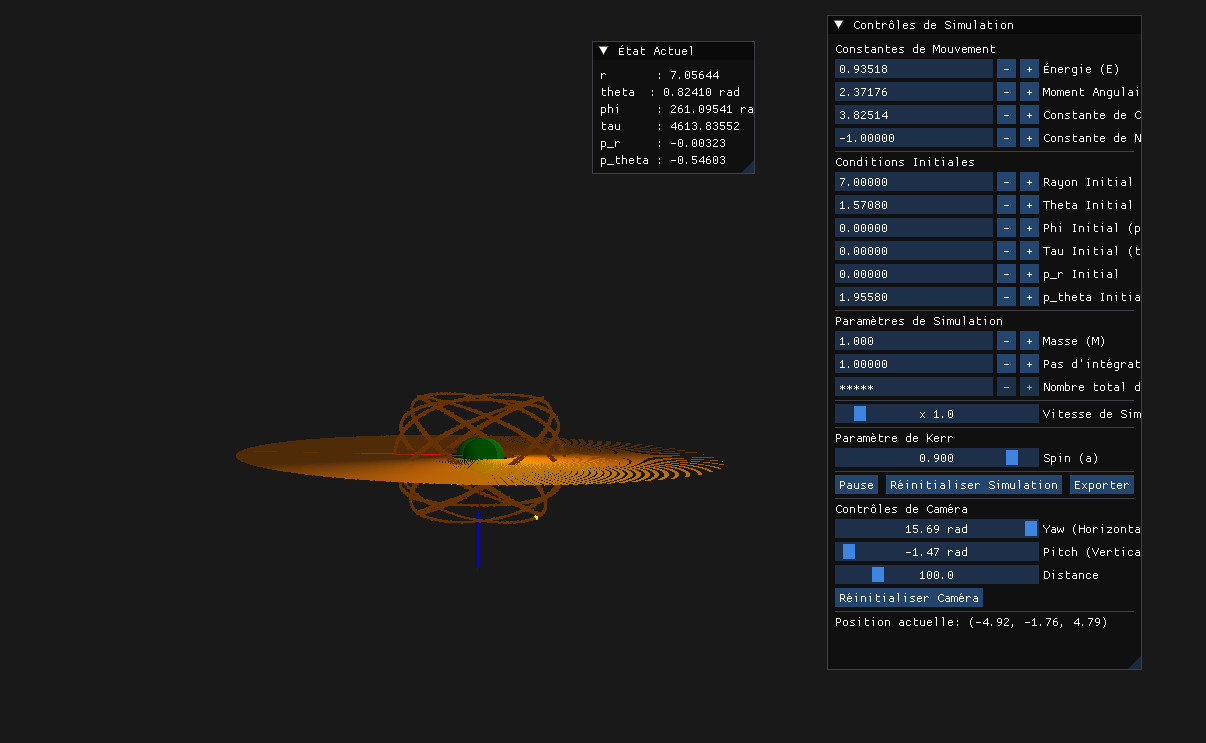 État Actuel
r : 7.05644
theta : 0.82410 rad
phi : 261.09541 ra
tau : 4613.83552
p_r : -0.00323
p_theta : -0.54603
Contrôles de Simulation
Constantes de Mouvement
0.93518 - + Énergie (E)
2.37176 - + Moment Angulai
3.82514 - + Constante de C
-1.00000 - + Constante de N
Conditions Initiales
7.00000 - + Rayon Initial
1.57080 - + Theta Initial
0.00000 - + Phi Initial (p
0.00000 - + Tau Initial (t
0.00000 - + p_r Initial
1.95580 - + p_theta Initia
Paramètres de Simulation
1.000 - + Masse (M)
1.00000 - + Pas d'intégrat
***** - + Nombre total d
x 1.0 Vitesse de Sim
Paramètre de Kerr
0.900 Spin (a)
Pause Réinitialiser Simulation Exporter
Contrôles de Caméra
15.69 rad Yaw (Horizonta
-1.47 rad Pitch (Vertica
100.0 Distance
Réinitialiser Caméra
Position actuelle: (-4.92, -1.76, 4.79)